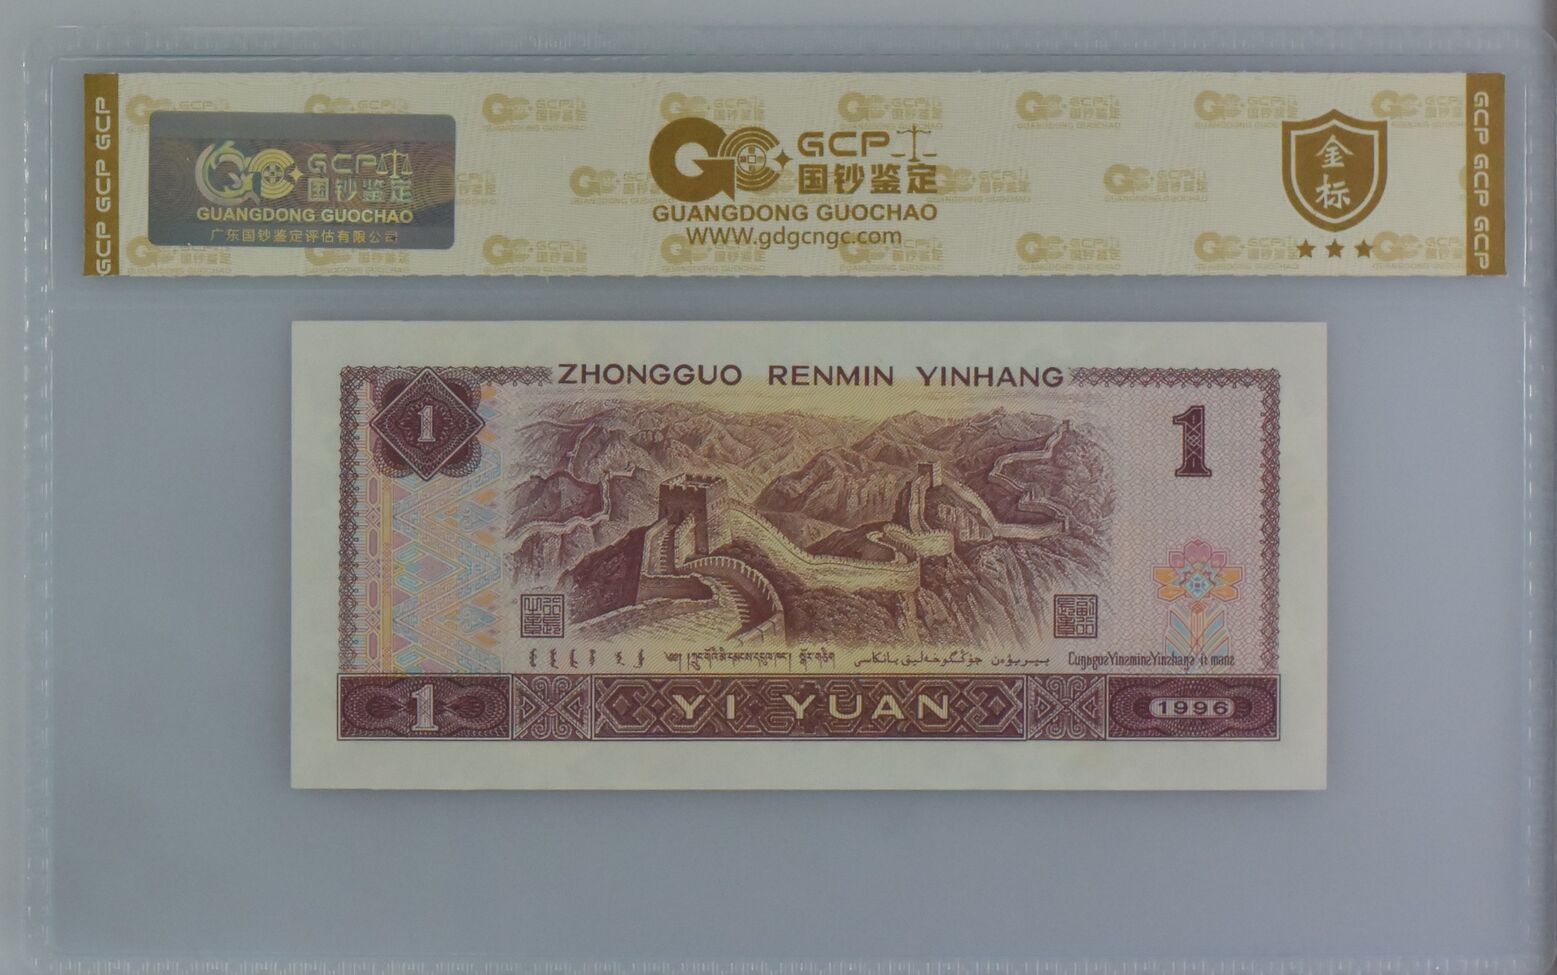 GCP GCP GCP
GCP
国钞鉴定
GUANGDONG GUOCHAO
广东国钞鉴定评估有限公司
GCP
国钞鉴定
GUANGDONG GUOCHAO
WWW.gdgcngc.com
金标
GCP GCP GCP
ZHONGGUO RENMIN YINHANG
1
1
1
YI YUAN
1996